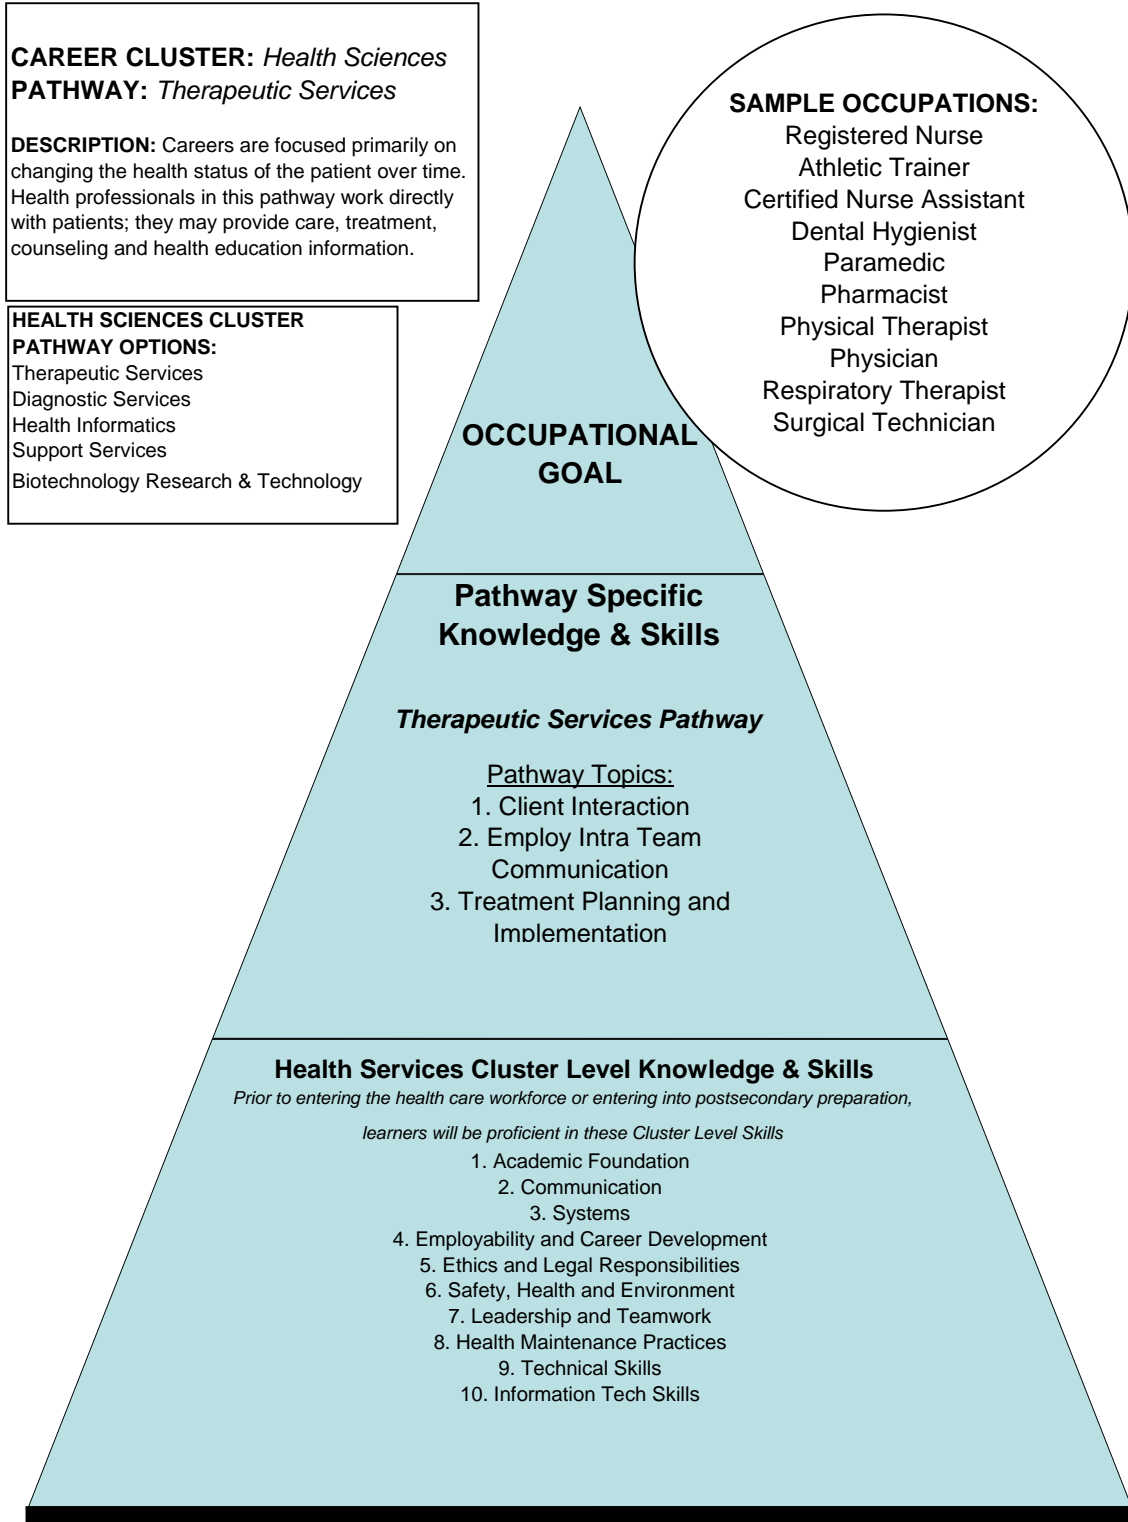 CAREER CLUSTER: Health Sciences
PATHWAY: Therapeutic Services
DESCRIPTION: Careers are focused primarily on
changing the health status of the patient over time.
Health professionals in this pathway work directly
with patients; they may provide care, treatment,
counseling and health education information.
HEALTH SCIENCES CLUSTER
PATHWAY OPTIONS:
Therapeutic Services
Diagnostic Services
Health Informatics
Support Services
Biotechnology Research & Technology
SAMPLE OCCUPATIONS:
Registered Nurse
Athletic Trainer
Certified Nurse Assistant
Dental Hygienist
Paramedic
Pharmacist
Physical Therapist
Physician
Respiratory Therapist
Surgical Technician
OCCUPATIONAL
GOAL
Pathway Specific
Knowledge & Skills
Therapeutic Services Pathway
Pathway Topics:
1. Client Interaction
2. Employ Intra Team
Communication
3. Treatment Planning and
Implementation
Health Services Cluster Level Knowledge & Skills
Prior to entering the health care workforce or entering into postsecondary preparation,
learners will be proficient in these Cluster Level Skills
1. Academic Foundation
2. Communication
3. Systems
4. Employability and Career Development
5. Ethics and Legal Responsibilities
6. Safety, Health and Environment
7. Leadership and Teamwork
8. Health Maintenance Practices
9. Technical Skills
10. Information Tech Skills